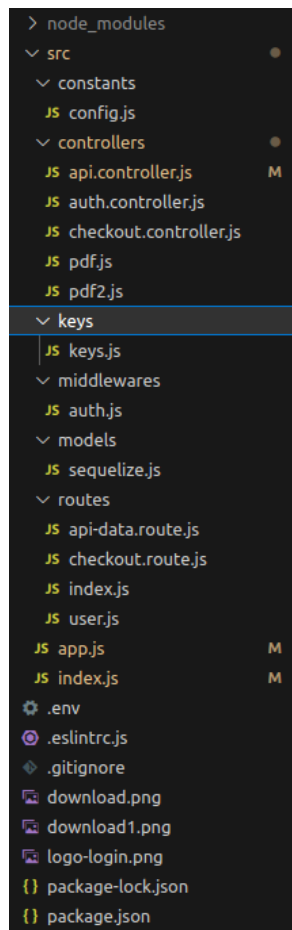 node_modules
src
constants
JS config.js
controllers
JS api.controller.js M
JS auth.controller.js
JS checkout.controller.js
JS pdf.js
JS pdf2.js
keys
JS keys.js
middlewares
JS auth.js
models
JS sequelize.js
routes
JS api-data.route.js
JS checkout.route.js
JS index.js
JS user.js
JS app.js M
JS index.js M
.env
.eslintrc.js
.gitignore
download.png
download1.png
logo-login.png
{} package-lock.json
{} package.json